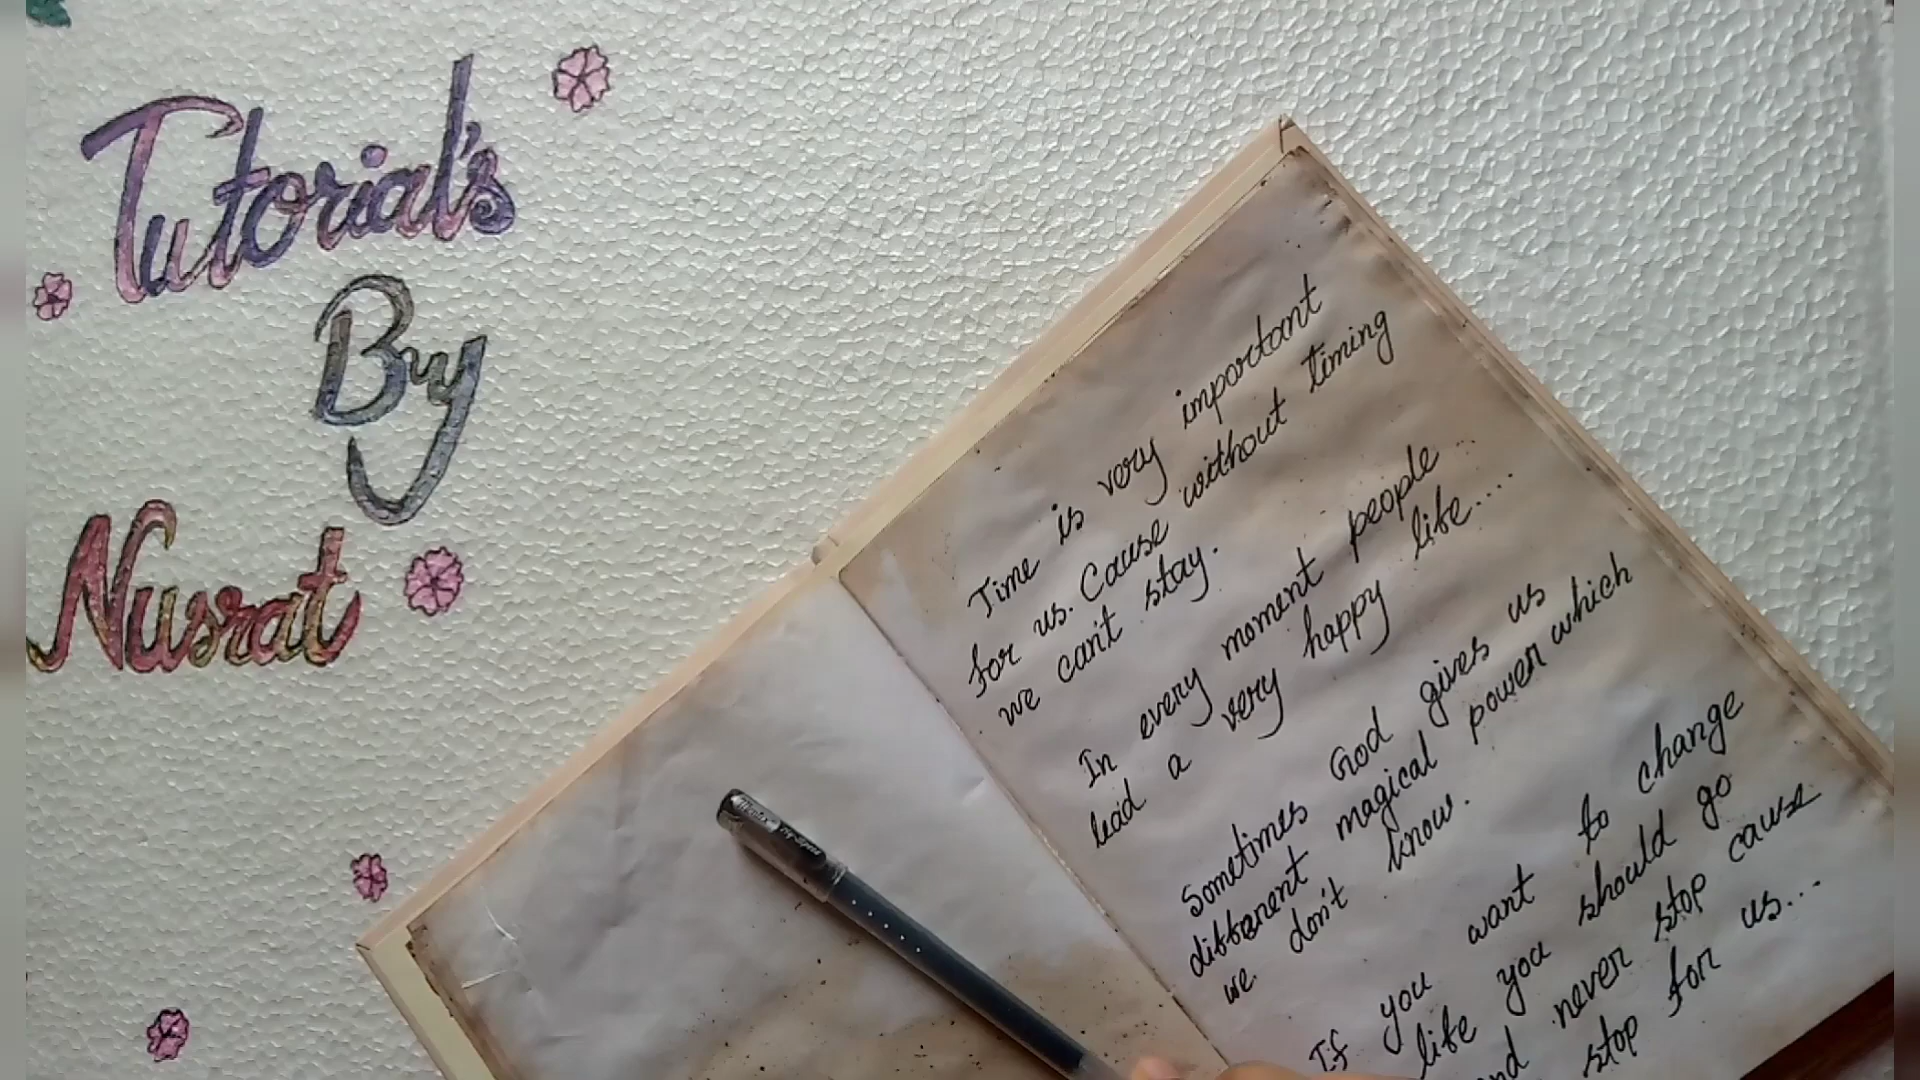 Tutorial's
By
Nusrat
Time is very important
for us. Cause without timing
we can't stay.
In every moment people
lead a very happy life.....
Sometimes God gives us
different magical power which
we don't know.
If you want to change
life you should go
never stop cause
stop for us...